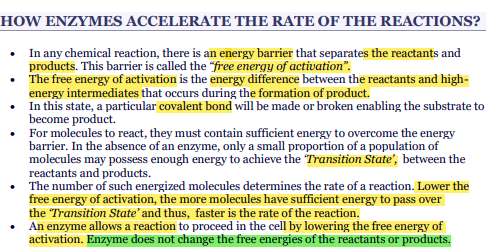 HOW ENZYMES ACCELERATE THE RATE OF THE REACTIONS?
• In any chemical reaction, there is an energy barrier that separates the reactants and
products. This barrier is called the “free energy of activation”.
• The free energy of activation is the energy difference between the reactants and high-
energy intermediates that occurs during the formation of product.
• In this state, a particular covalent bond will be made or broken enabling the substrate to
become product.
• For molecules to react, they must contain sufficient energy to overcome the energy
barrier. In the absence of an enzyme, only a small proportion of a population of
molecules may possess enough energy to achieve the ‘Transition State’, between the
reactants and products.
• The number of such energized molecules determines the rate of a reaction. Lower the
free energy of activation, the more molecules have sufficient energy to pass over
the ‘Transition State’ and thus, faster is the rate of the reaction.
• An enzyme allows a reaction to proceed in the cell by lowering the free energy of
activation. Enzyme does not change the free energies of the reactants or products.